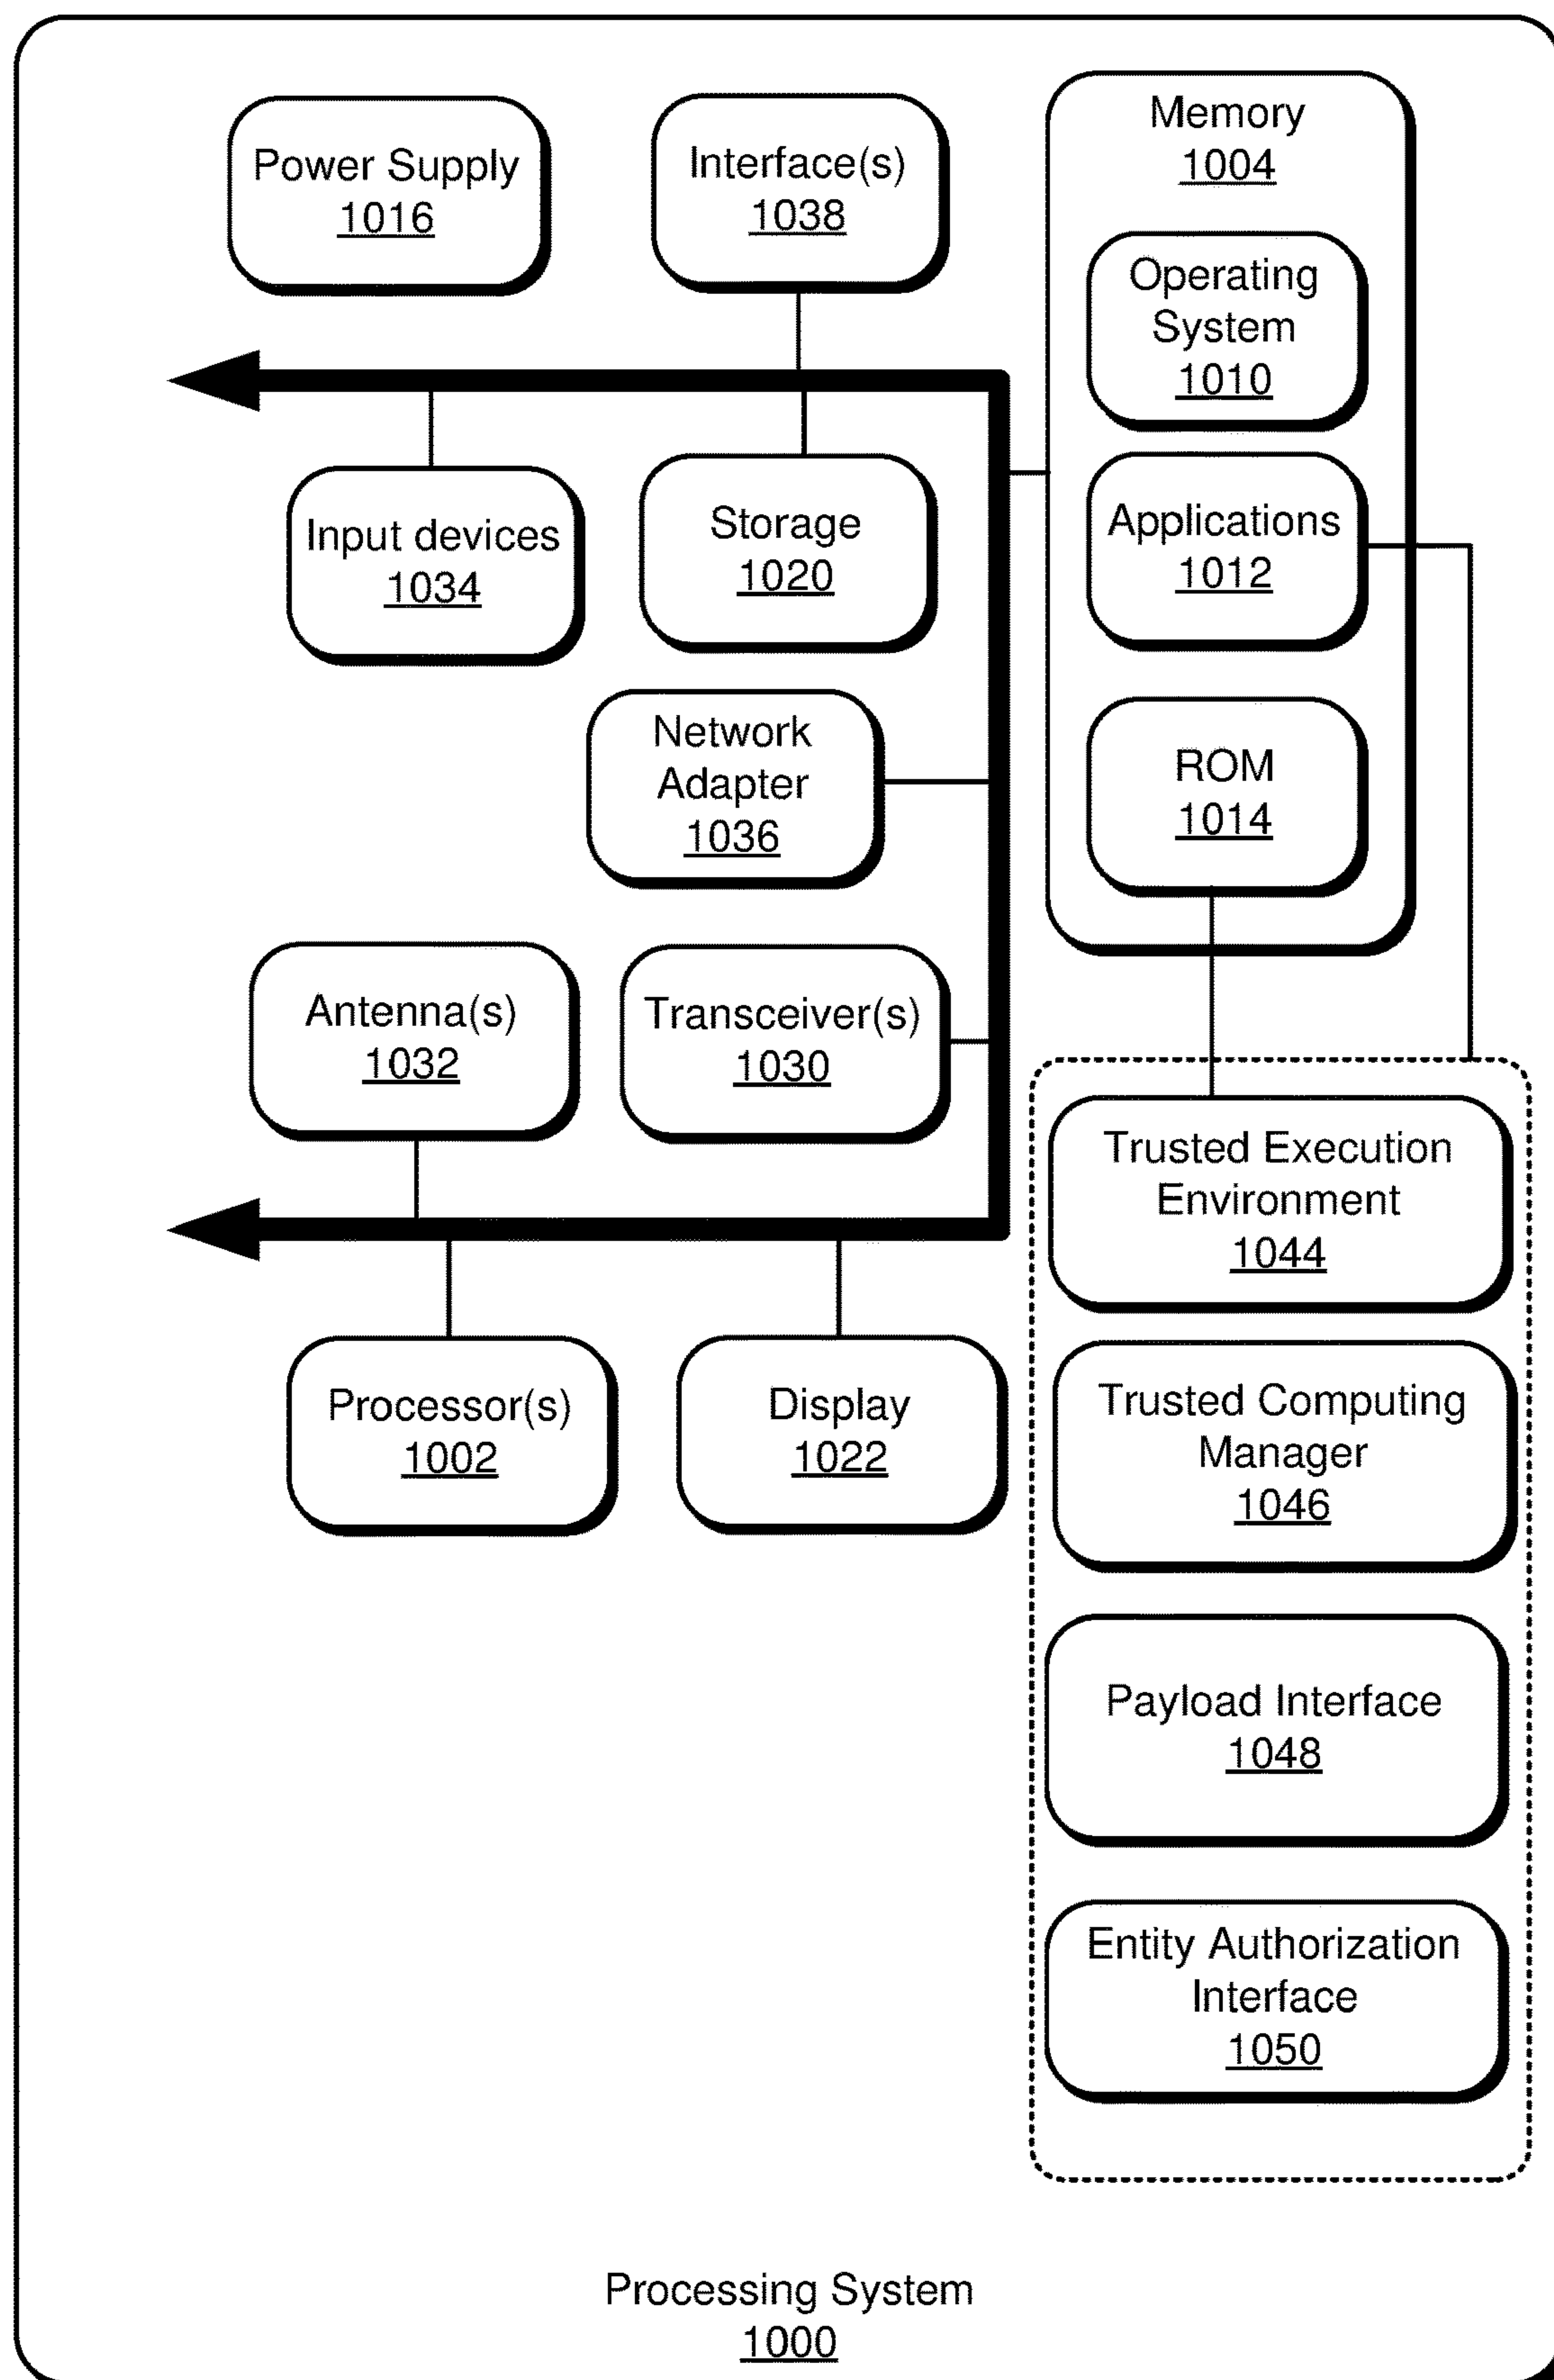 Power Supply
1016
Interface(s)
1038
Memory
1004
Operating
System
1010
Applications
1012
ROM
1014
Input devices
1034
Storage
1020
Network
Adapter
1036
Antenna(s)
1032
Transceiver(s)
1030
Processor(s)
1002
Display
1022
Trusted Execution
Environment
1044
Trusted Computing
Manager
1046
Payload Interface
1048
Entity Authorization
Interface
1050
Processing System
1000